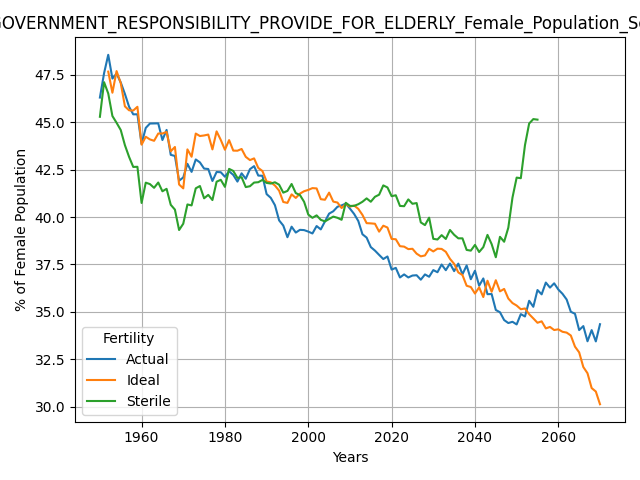 GOVERNMENT_RESPONSIBILITY_PROVIDE_FOR_ELDERLY_Female_Population_Se
% of Female Population
47.5
45.0
42.5
40.0
37.5
35.0
32.5
30.0
Fertility
Actual
Ideal
Sterile
1960 1980 2000 2020 2040 2060
Years